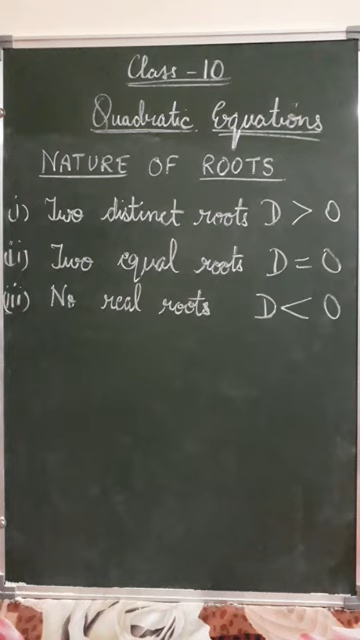 Class - 10
Quadratic Equations
NATURE OF ROOTS
i) Two distinct roots D > 0
ii) Two equal roots D = 0
iii) No real roots D < 0